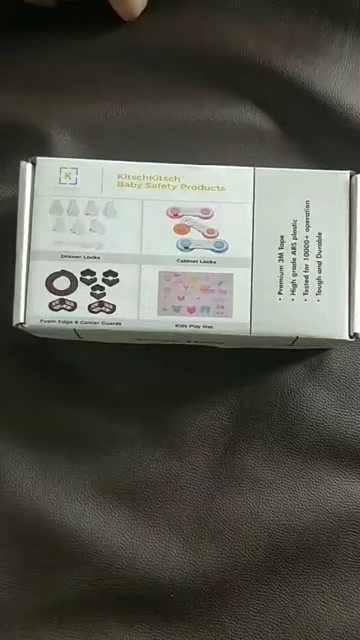 K
KitschKitsch™
Baby Safety Products
Drawer Locks
Cabinet Locks
Foam Edge & Corner Guards
Kids Play Mat
• Premium 3M Tape
• High grade ABS plastic
• Tested for 10000+ operation
• Tough and Durable